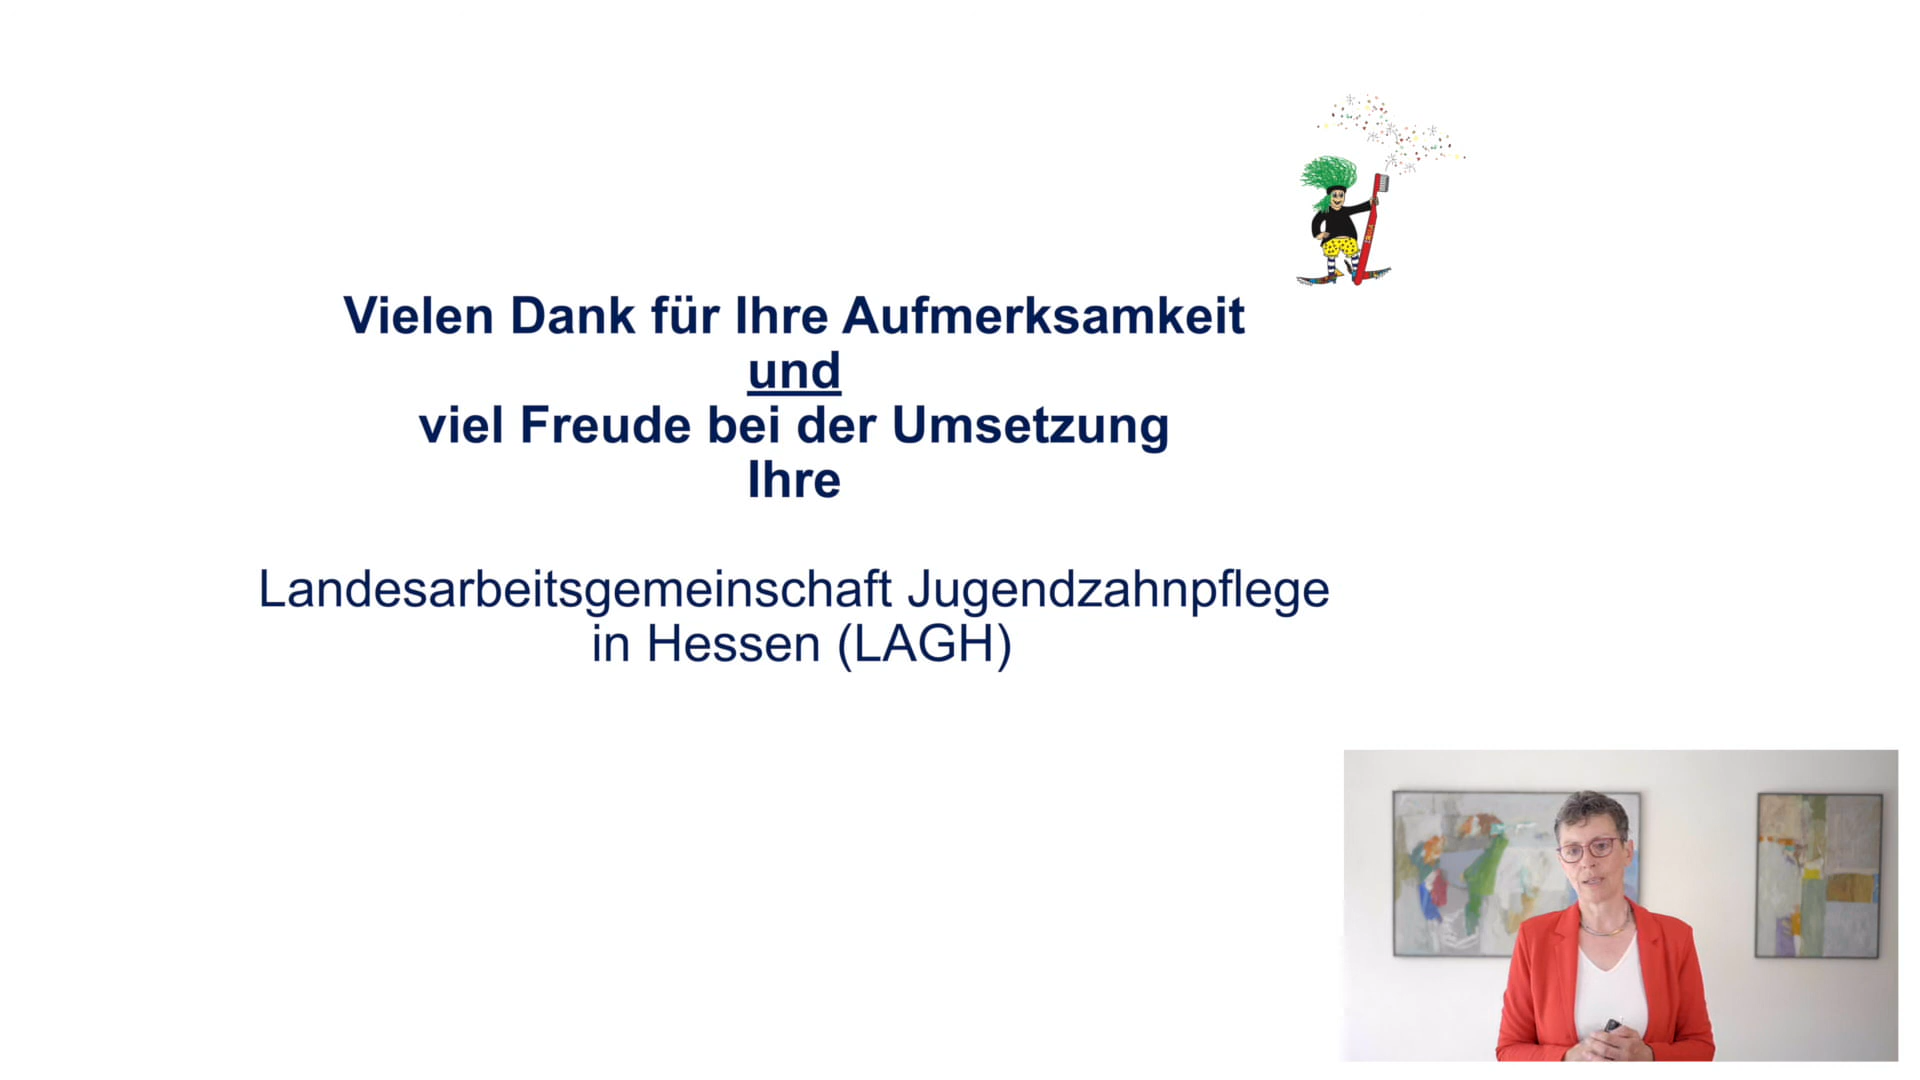 Vielen Dank für Ihre Aufmerksamkeit
und
viel Freude bei der Umsetzung
Ihre
Landesarbeitsgemeinschaft Jugendzahnpflege
in Hessen (LAGH)